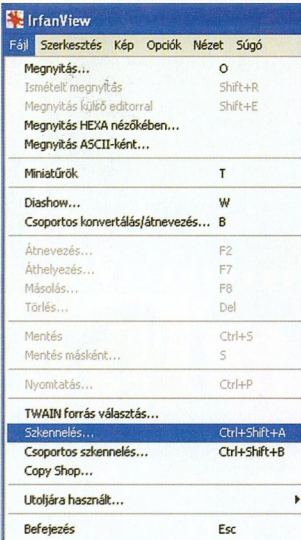 IrfanView
Fájl Szerkesztés Kép Opciók Nézet Súgó
Megnyitás... O
Ismételt megnyitás Shift+R
Megnyitás külső editorral Shift+E
Megnyitás HEXA nézőkében...
Megnyitás ASCII-ként...
Miniatűrök T
Diashow... W
Csoportos konvertálás/átnevezés... B
Átnevezés... F2
Áthelyezés... F7
Másolás... F8
Törlés... Del
Mentés Ctrl+S
Mentés másként... S
Nyomtatás... Ctrl+P
TWAIN forrás választás...
Szkennelés... Ctrl+Shift+A
Csoportos szkennelés... Ctrl+Shift+B
Copy Shop...
Utoljára használt...
Befejezés Esc